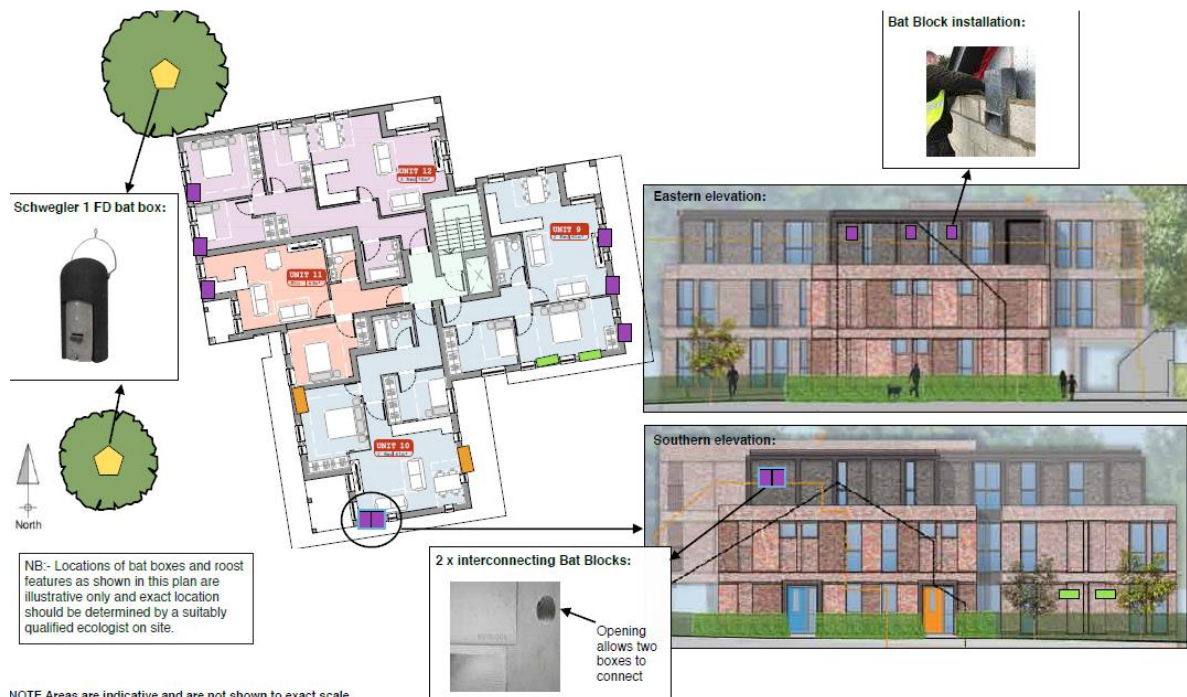 Bat Block installation:
Schwegler 1 FD bat box:
UNIT 12
UNIT 9
UNIT 11
UNIT 10
North
Eastern elevation:
Southern elevation:
2 x interconnecting Bat Blocks:
Opening
allows two
boxes to
connect
NB:- Locations of bat boxes and roost
features as shown in this plan are
illustrative only and exact location
should be determined by a suitably
qualified ecologist on site.
NOTE Areas are indicative and are not shown to exact scale